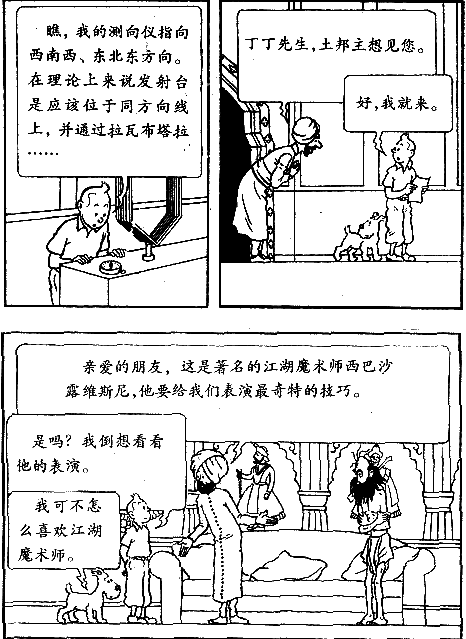 瞧，我的测向仪指向
西南西、东北东方向。
在理论上来说发射台
是应该位于同方向线
上，并通过拉瓦布塔拉
……
丁丁先生，土邦主想见您。
好，我就来。
亲爱的朋友，这是著名的江湖魔术师西巴沙
露维斯尼，他要给我们表演最奇特的技巧。
是吗？我倒想看看
他的表演。
我可不怎
么喜欢江湖
魔术师。